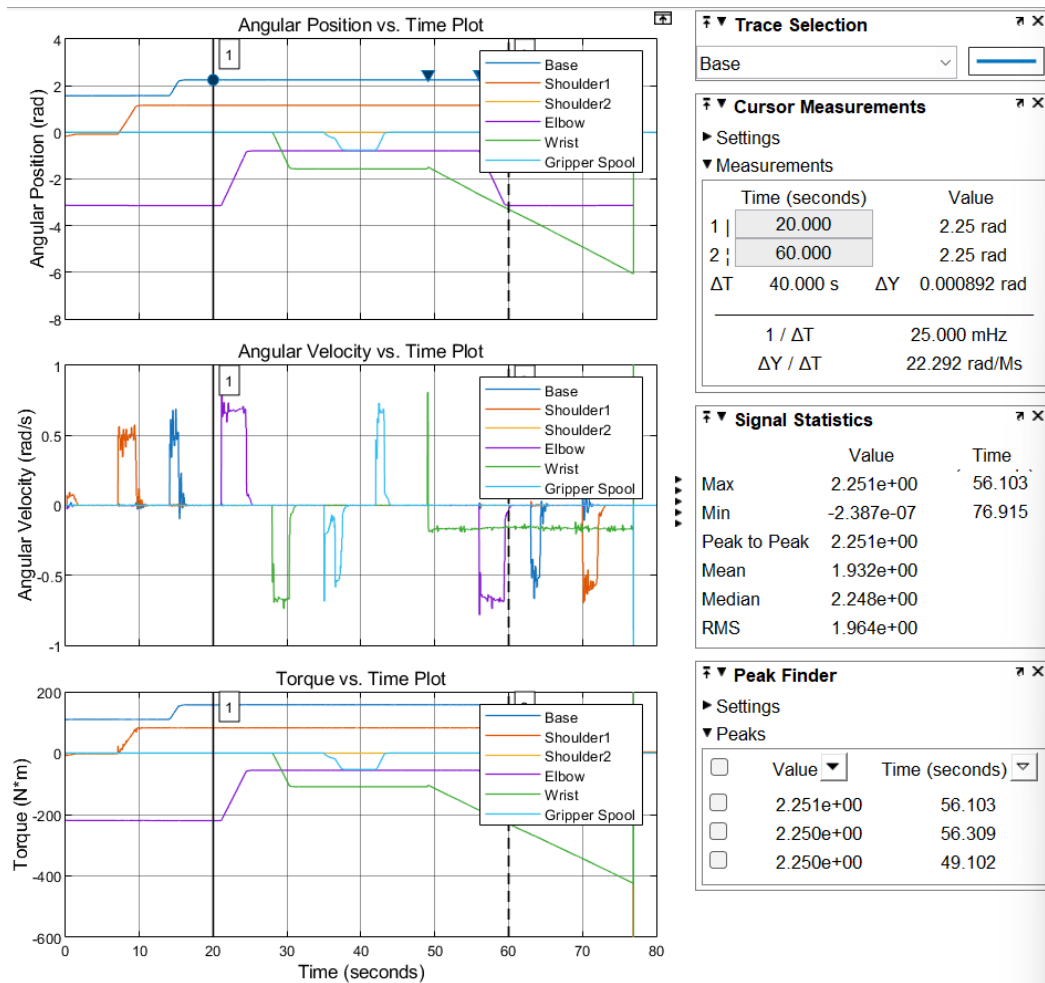 Angular Position vs. Time Plot
Angular Position (rad)
4
2
0
-2
-4
-6
-8
1
Base
Shoulder1
Shoulder2
Elbow
Wrist
Gripper Spool
Angular Velocity vs. Time Plot
Angular Velocity (rad/s)
1
0.5
0
-0.5
-1
1
Base
Shoulder1
Shoulder2
Elbow
Wrist
Gripper Spool
Torque vs. Time Plot
Torque (N*m)
200
0
-200
-400
-600
1
Base
Shoulder1
Shoulder2
Elbow
Wrist
Gripper Spool
0 10 20 30 40 50 60 70 80
Time (seconds)
Trace Selection
Base
Cursor Measurements
Settings
Measurements
Time (seconds) Value
1 | 20.000 2.25 rad
2 ¦ 60.000 2.25 rad
ΔT 40.000 s ΔY 0.000892 rad
1 / ΔT 25.000 mHz
ΔY / ΔT 22.292 rad/Ms
Signal Statistics
Value Time
Max 2.251e+00 56.103
Min -2.387e-07 76.915
Peak to Peak 2.251e+00
Mean 1.932e+00
Median 2.248e+00
RMS 1.964e+00
Peak Finder
Settings
Peaks
Value Time (seconds)
2.251e+00 56.103
2.250e+00 56.309
2.250e+00 49.102